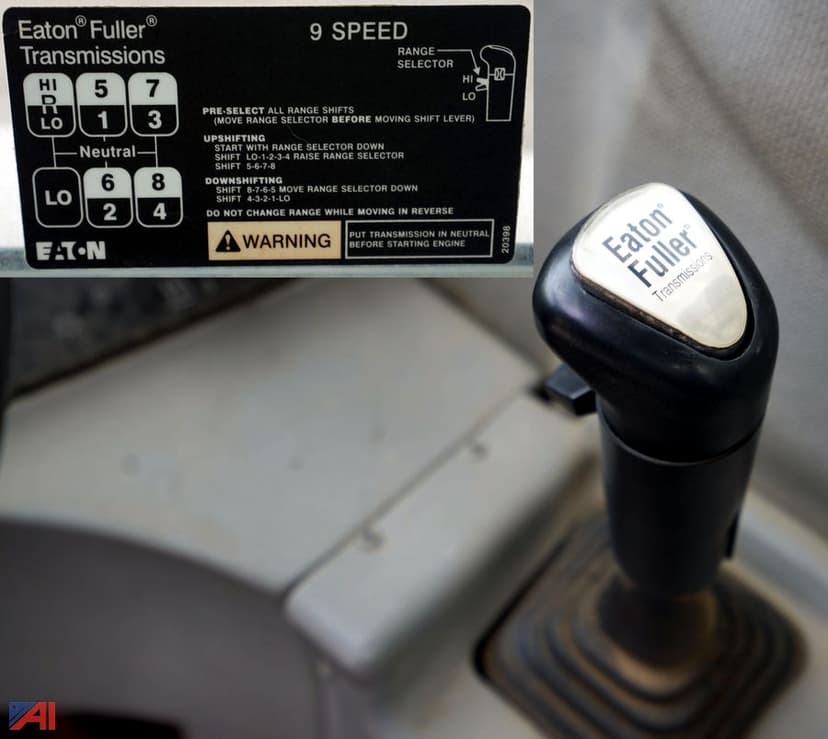 Eaton® Fuller®
Transmissions
9 SPEED
RANGE
SELECTOR
HI
LO
HI
R
LO
5
1
7
3
Neutral
LO
6
2
8
4
PRE-SELECT ALL RANGE SHIFTS
(MOVE RANGE SELECTOR BEFORE MOVING SHIFT LEVER)
UPSHIFTING
START WITH RANGE SELECTOR DOWN
SHIFT LO-1-2-3-4 RAISE RANGE SELECTOR
SHIFT 5-6-7-8
DOWNSHIFTING
SHIFT 8-7-6-5 MOVE RANGE SELECTOR DOWN
SHIFT 4-3-2-1-LO
DO NOT CHANGE RANGE WHILE MOVING IN REVERSE
WARNING
PUT TRANSMISSION IN NEUTRAL
BEFORE STARTING ENGINE
20398
EATON
Eaton®
Fuller®
Transmissions
AI